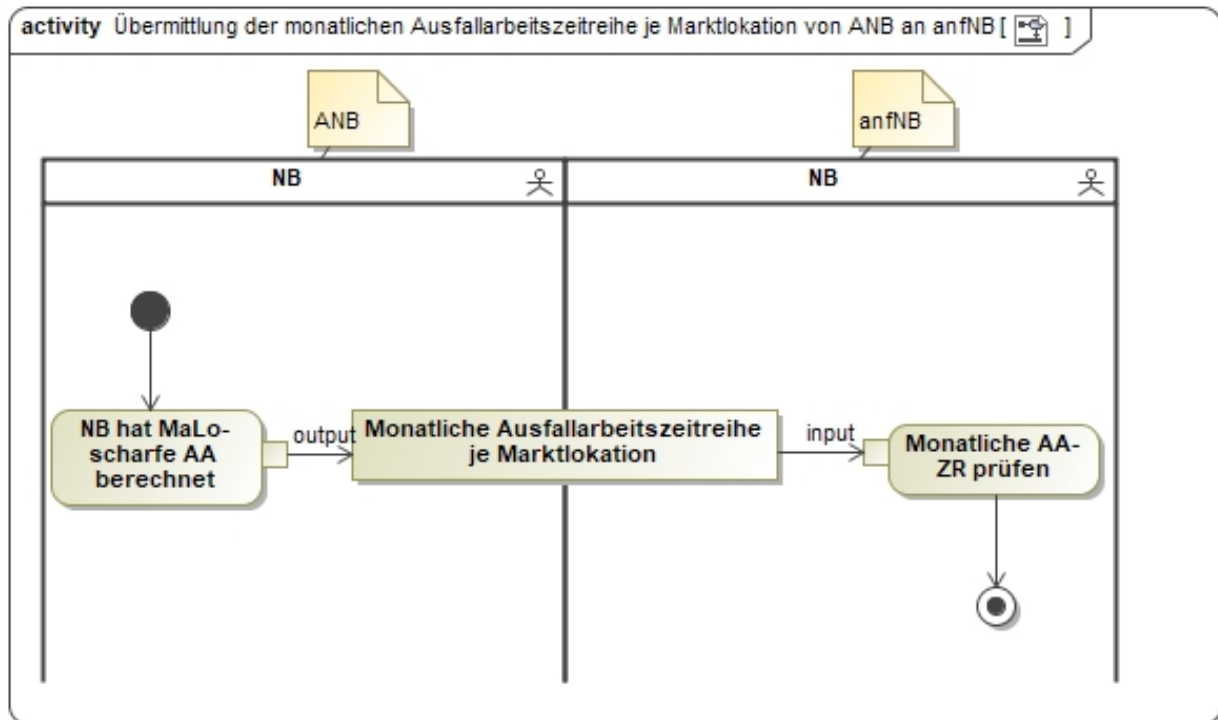 activity Übermittlung der monatlichen Ausfallarbeitszeitreihe je Marktlokation von ANB an anfNB [ ]
ANB
anfNB
NB
NB
NB hat MaLo-
scharfe AA
berechnet
output
Monatliche Ausfallarbeitszeitreihe
je Marktlokation
input
Monatliche AA-
ZR prüfen